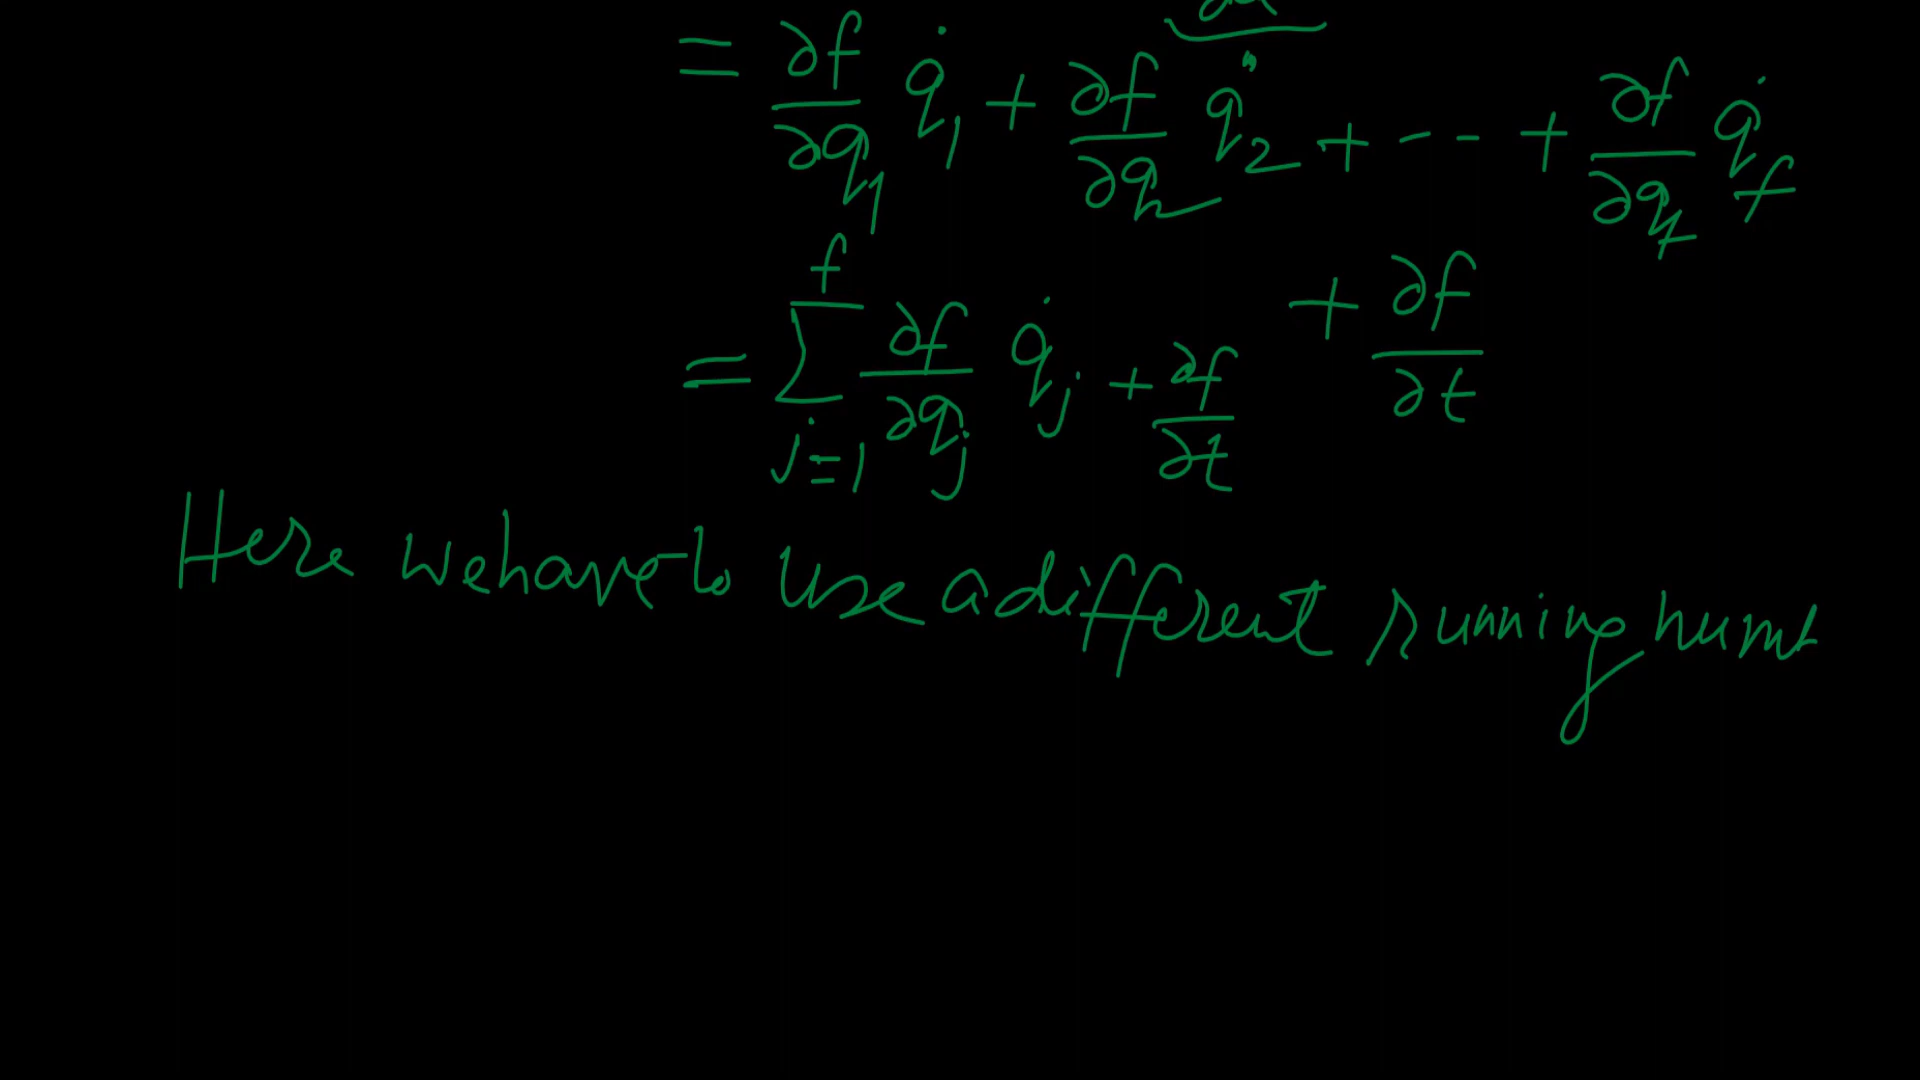 = ∂f/∂q₁ q̇₁ + ∂f/∂q₂ q̇₂ + --- + ∂f/∂q_f q̇_f
+ ∂f/∂t
= Σ_{j=1}^{f} ∂f/∂q_j q̇_j + ∂f/∂t
Here we have to use a different running numb